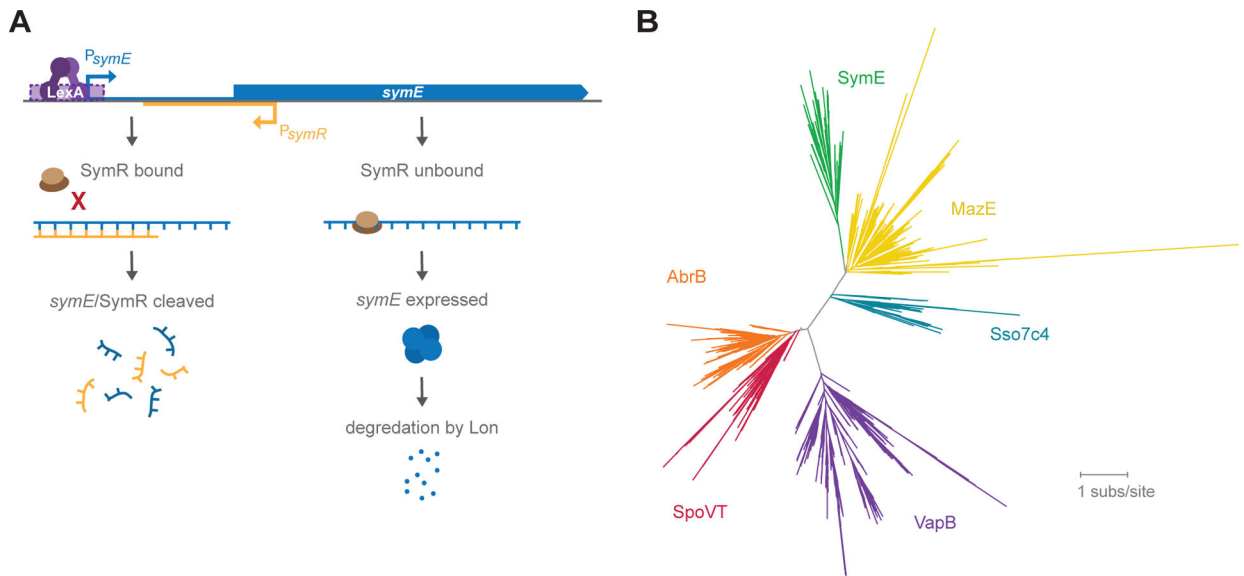 A
PsymE
LexA
symE
PsymR
SymR bound
SymR unbound
X
symE/SymR cleaved
symE expressed
degredation by Lon
B
SymE
MazE
AbrB
Sso7c4
SpoVT
VapB
1 subs/site